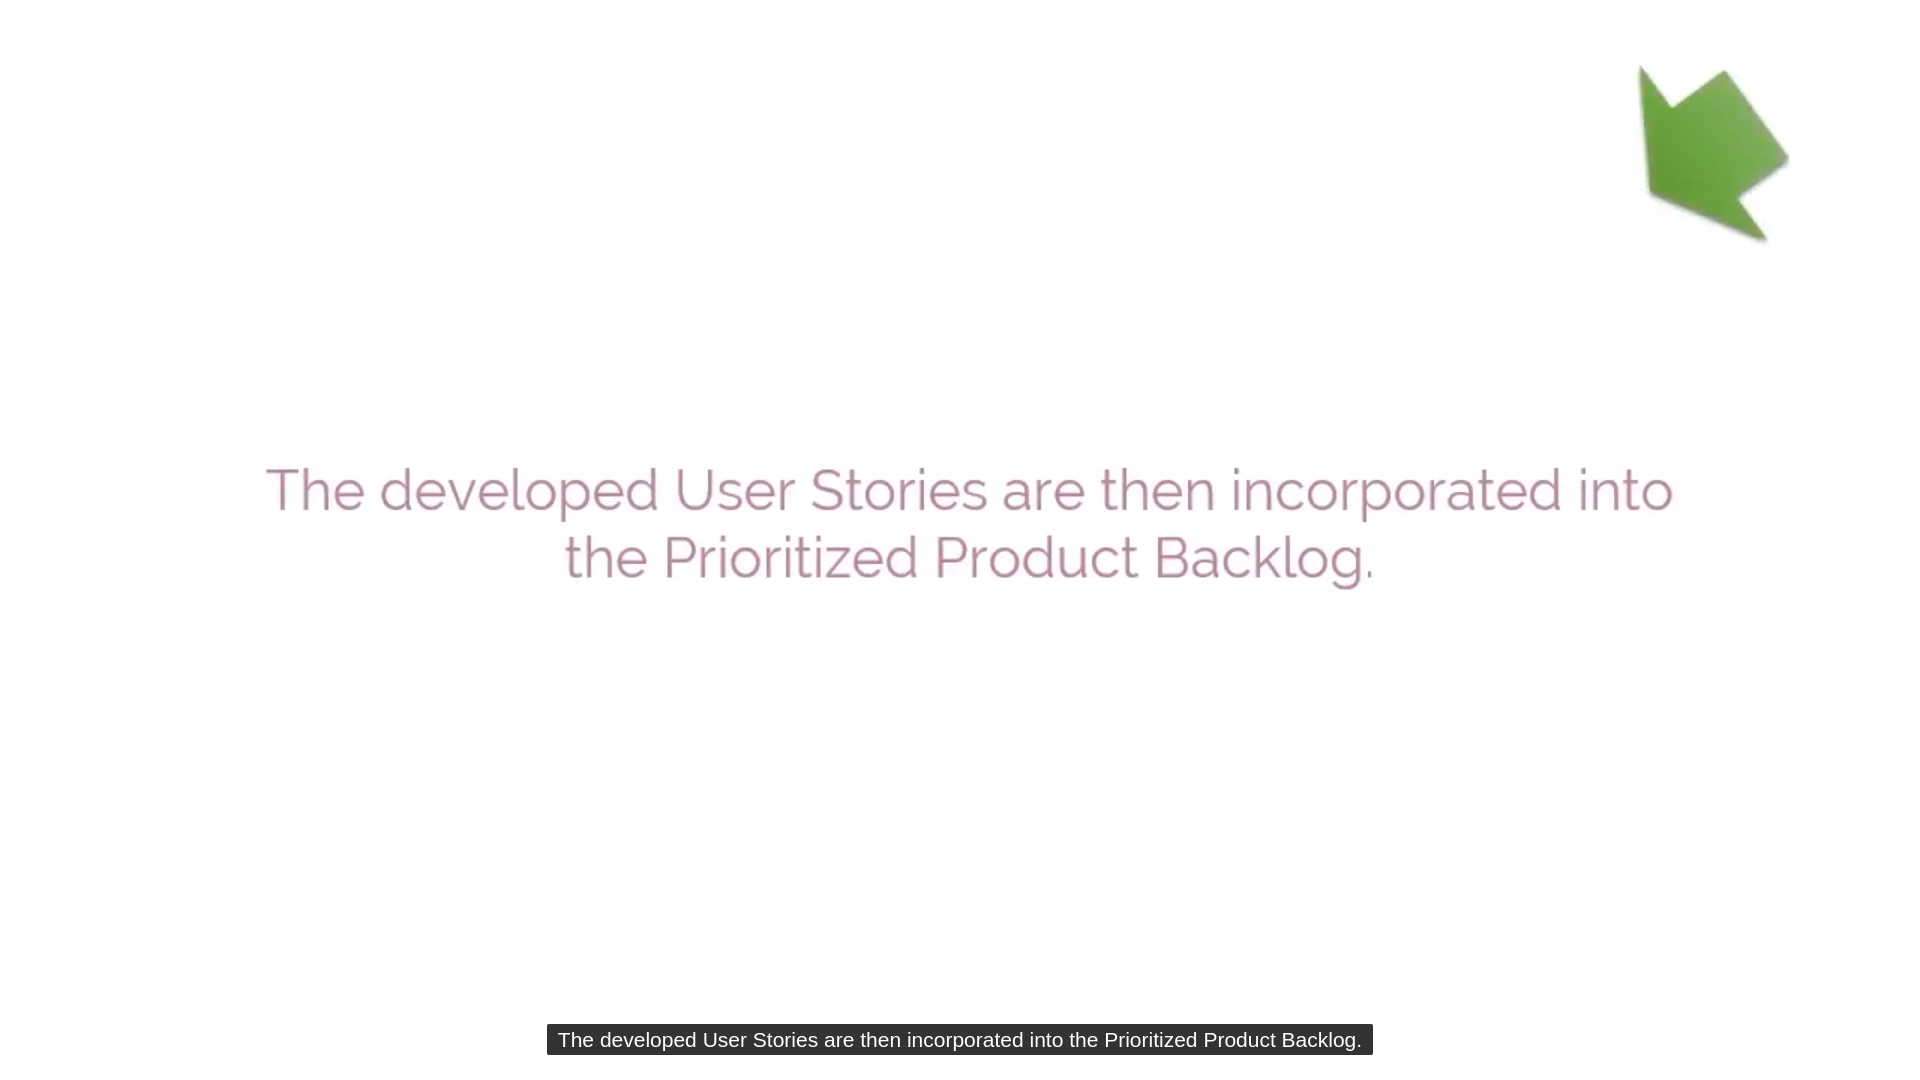 The developed User Stories are then incorporated into
the Prioritized Product Backlog.
The developed User Stories are then incorporated into the Prioritized Product Backlog.